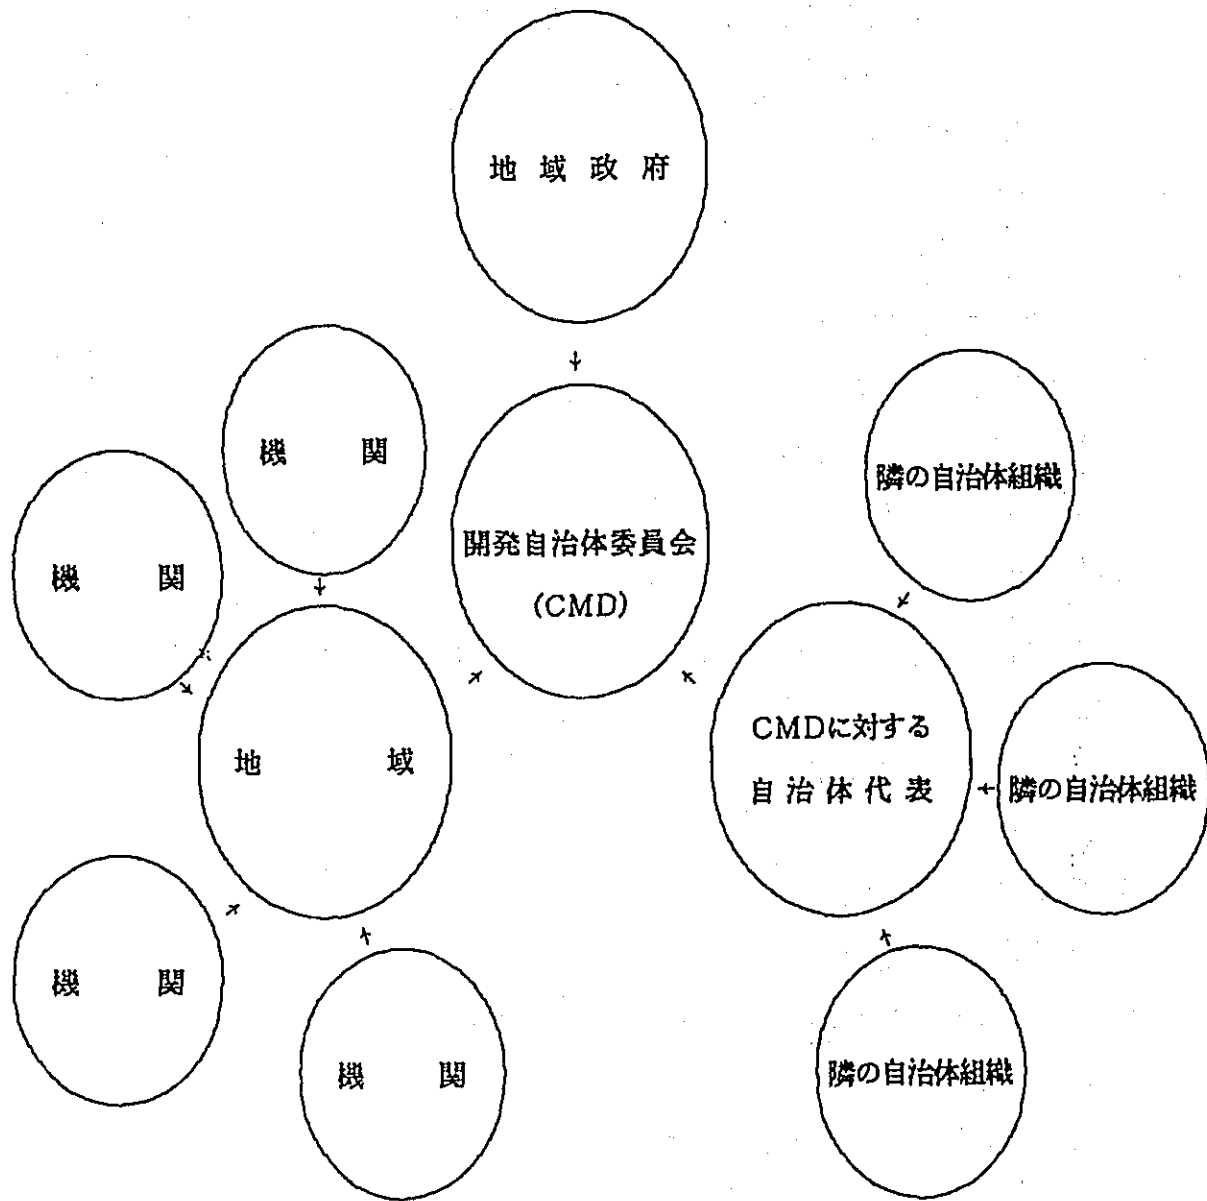 地域政府
機関
隣の自治体組織
機関
開発自治体委員会
(CMD)
CMDに対する
自治体代表
地域
隣の自治体組織
機関
機関
隣の自治体組織